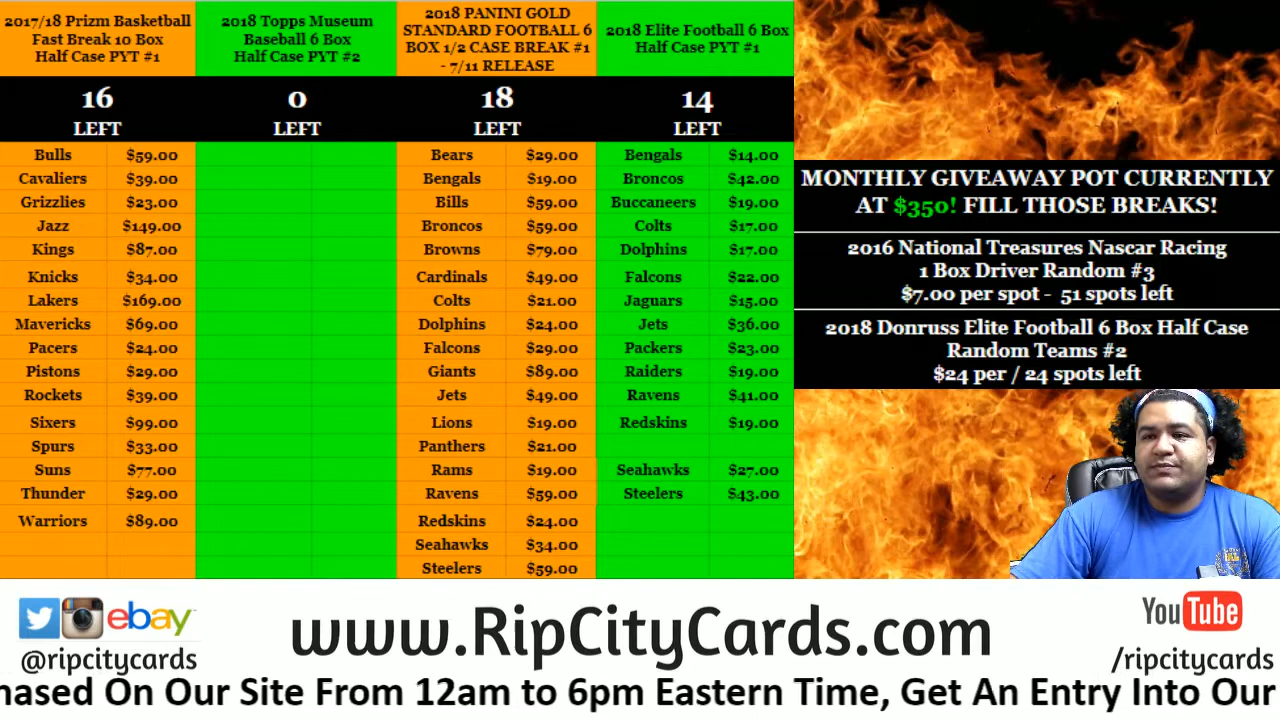 2017/18 Prizm Basketball
Fast Break 10 Box
Half Case PYT #1
16
LEFT
Bulls $59.00
Cavaliers $39.00
Grizzlies $23.00
Jazz $149.00
Kings $87.00
Knicks $34.00
Lakers $169.00
Mavericks $69.00
Pacers $24.00
Pistons $29.00
Rockets $39.00
Sixers $99.00
Spurs $33.00
Suns $77.00
Thunder $29.00
Warriors $89.00
2018 Topps Museum
Baseball 6 Box
Half Case PYT #2
0
LEFT
2018 PANINI GOLD
STANDARD FOOTBALL 6
BOX 1/2 CASE BREAK #1
- 7/11 RELEASE
18
LEFT
Bears $29.00
Bengals $19.00
Bills $59.00
Broncos $59.00
Browns $79.00
Cardinals $49.00
Colts $21.00
Dolphins $24.00
Falcons $29.00
Giants $89.00
Jets $49.00
Lions $19.00
Panthers $21.00
Rams $19.00
Ravens $59.00
Redskins $24.00
Seahawks $34.00
Steelers $59.00
2018 Elite Football 6 Box
Half Case PYT #1
14
LEFT
Bengals $14.00
Broncos $42.00
Buccaneers $19.00
Colts $17.00
Dolphins $17.00
Falcons $22.00
Jaguars $15.00
Jets $36.00
Packers $23.00
Raiders $19.00
Ravens $41.00
Redskins $19.00
Seahawks $27.00
Steelers $43.00
MONTHLY GIVEAWAY POT CURRENTLY
AT $350! FILL THOSE BREAKS!
2016 National Treasures Nascar Racing
1 Box Driver Random #3
$7.00 per spot - 51 spots left
2018 Donruss Elite Football 6 Box Half Case
Random Teams #2
$24 per / 24 spots left
ebay
@ripcitycards
www.RipCityCards.com
YouTube
/ripcitycards
hased On Our Site From 12am to 6pm Eastern Time, Get An Entry Into Our